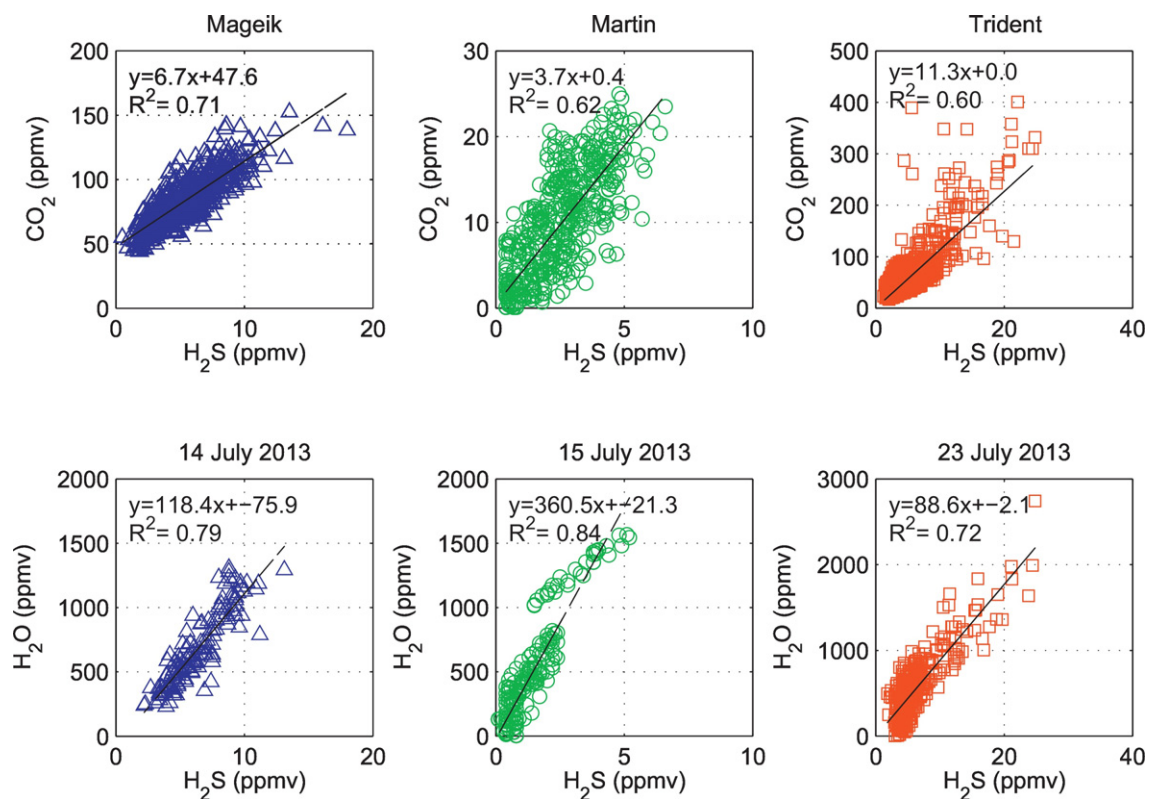 Mageik
Martin
Trident
y=6.7x+47.6
R²= 0.71
y=3.7x+0.4
R²= 0.62
y=11.3x+0.0
R²= 0.60
CO₂ (ppmv)
200
150
100
50
0
0 10 20
H₂S (ppmv)
CO₂ (ppmv)
30
20
10
0
0 5 10
H₂S (ppmv)
CO₂ (ppmv)
500
400
300
200
100
0
0 20 40
H₂S (ppmv)
14 July 2013
15 July 2013
23 July 2013
y=118.4x+−75.9
R²= 0.79
y=360.5x+−21.3
R²= 0.84
y=88.6x+−2.1
R²= 0.72
H₂O (ppmv)
2000
1500
1000
500
0
0 10 20
H₂S (ppmv)
H₂O (ppmv)
2000
1500
1000
500
0
0 5 10
H₂S (ppmv)
H₂O (ppmv)
3000
2000
1000
0
0 20 40
H₂S (ppmv)